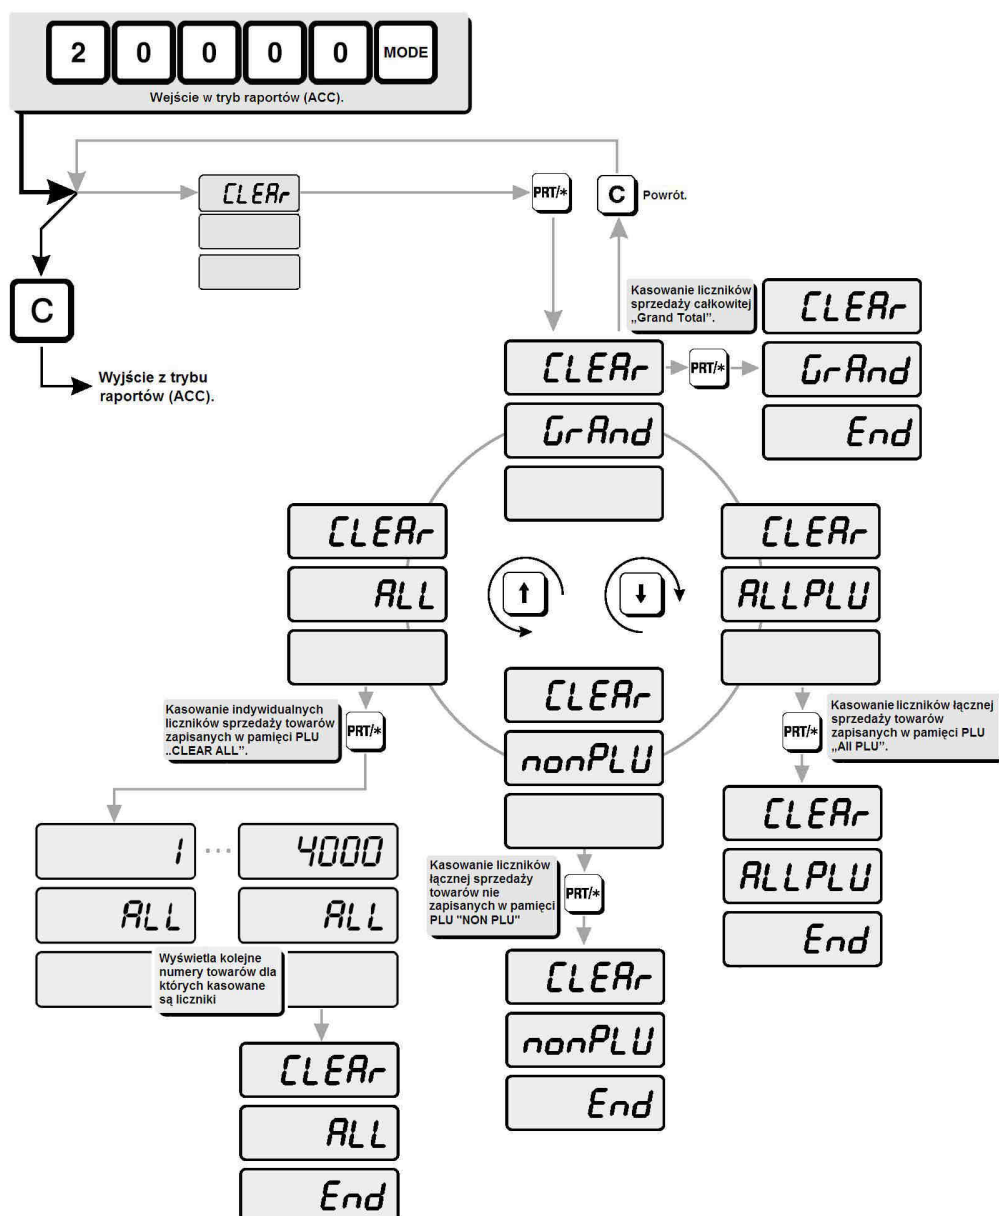 2 0 0 0 0 MODE
Wejście w tryb raportów (ACC).
CLEAr
PRT/*
C
Powrót.
C
Wyjście z trybu
raportów (ACC).
Kasowanie liczników
sprzedaży całkowitej
„Grand Total”.
CLEAr
GrAnd
PRT/*
CLEAr
GrAnd
End
CLEAr
ALL
↑
↓
CLEAr
ALLPLU
CLEAr
nonPLU
Kasowanie indywidualnych
liczników sprzedaży towarów
zapisanych w pamięci PLU
„CLEAR ALL”.
PRT/*
Kasowanie liczników łącznej
sprzedaży towarów
zapisanych w pamięci PLU
„All PLU”.
PRT/*
CLEAr
ALLPLU
End
1 ... 4000
ALL ALL
Wyświetla kolejne
numery towarów dla
których kasowane
są liczniki
CLEAr
ALL
End
Kasowanie liczników
łącznej sprzedaży
towarów nie
zapisanych w pamięci
PLU "NON PLU"
PRT/*
CLEAr
nonPLU
End